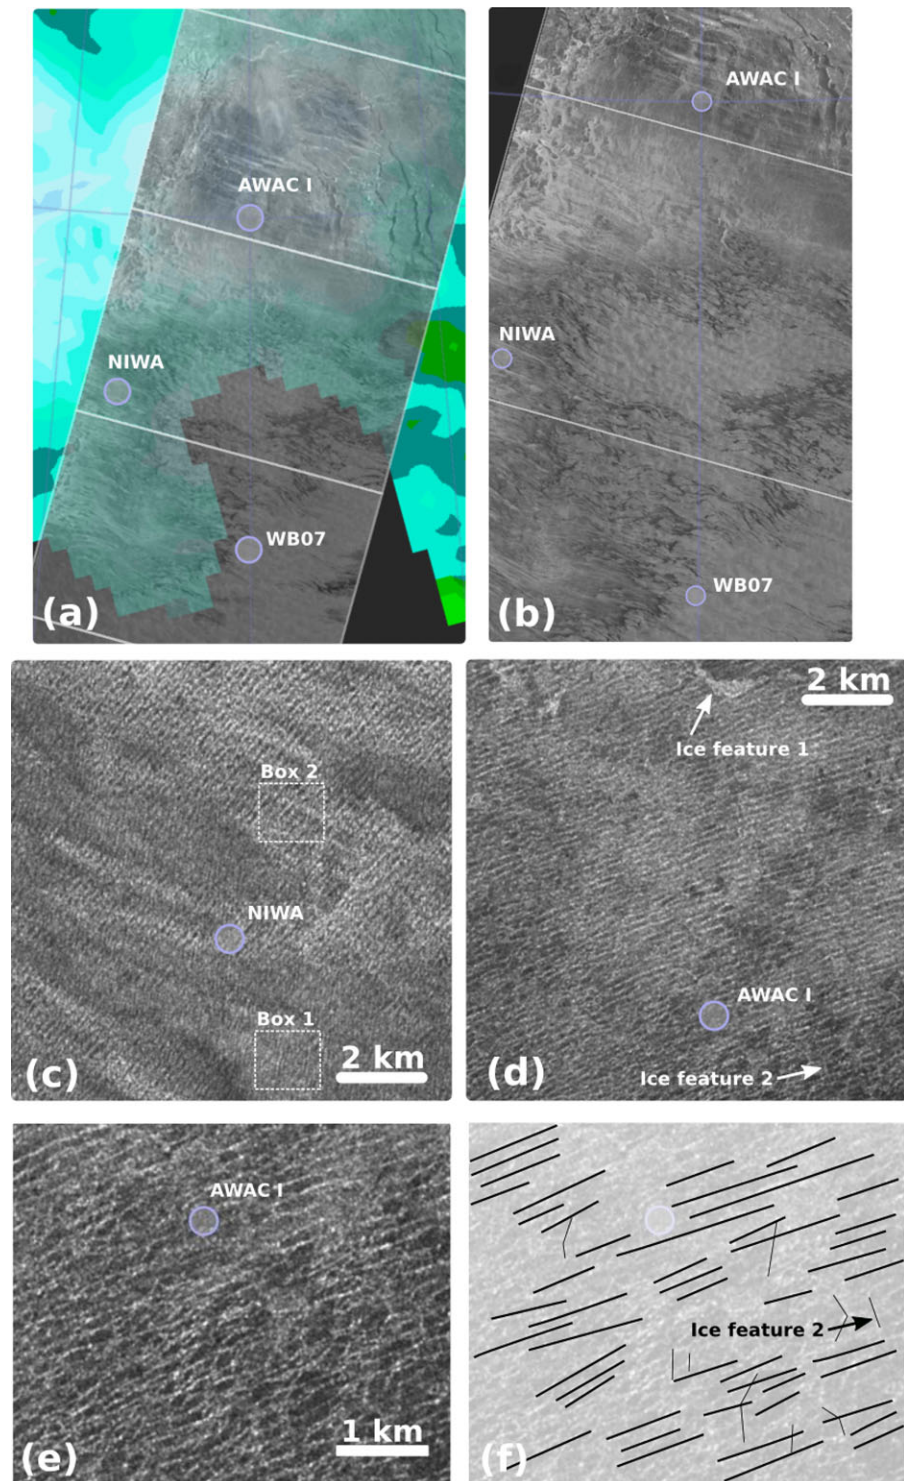 AWAC I
NIWA
WB07
(a)
AWAC I
NIWA
WB07
(b)
Box 2
NIWA
Box 1
2 km
(c)
2 km
Ice feature 1
AWAC I
Ice feature 2
(d)
AWAC I
1 km
(e)
Ice feature 2
(f)